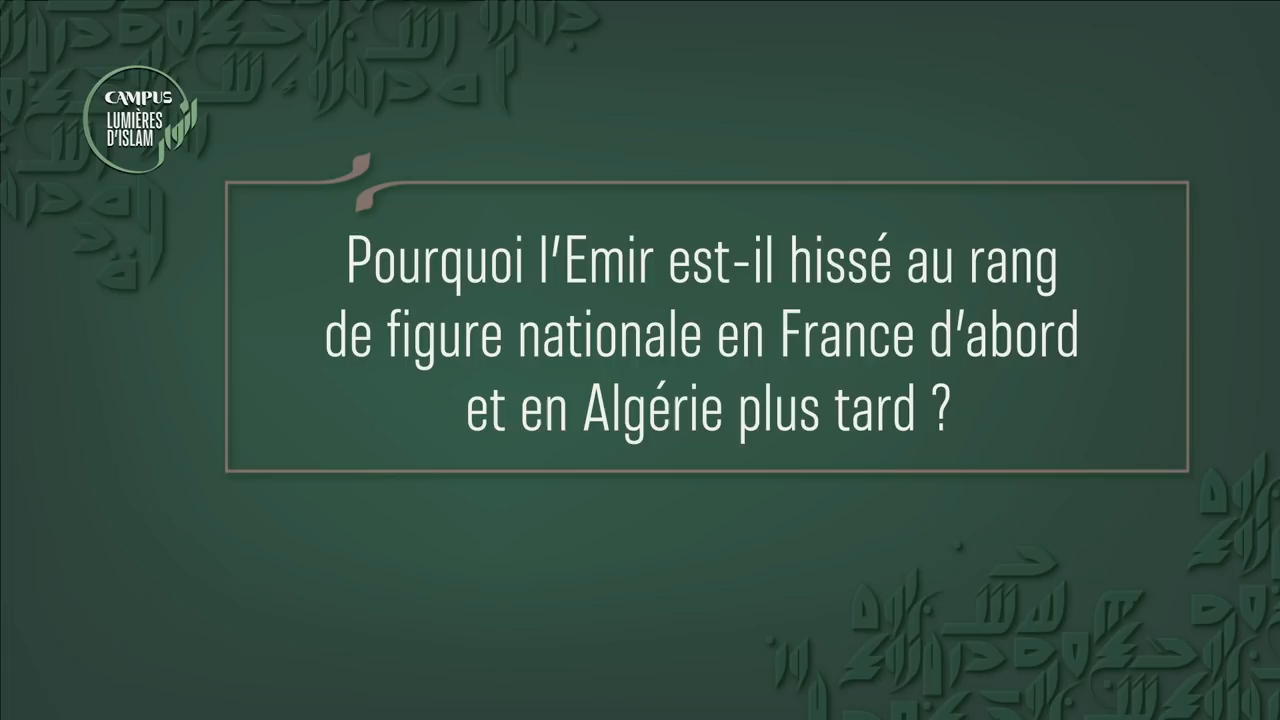 CAMPUS
LUMIÈRES
D'ISLAM
Pourquoi l'Emir est-il hissé au rang
de figure nationale en France d'abord
et en Algérie plus tard ?